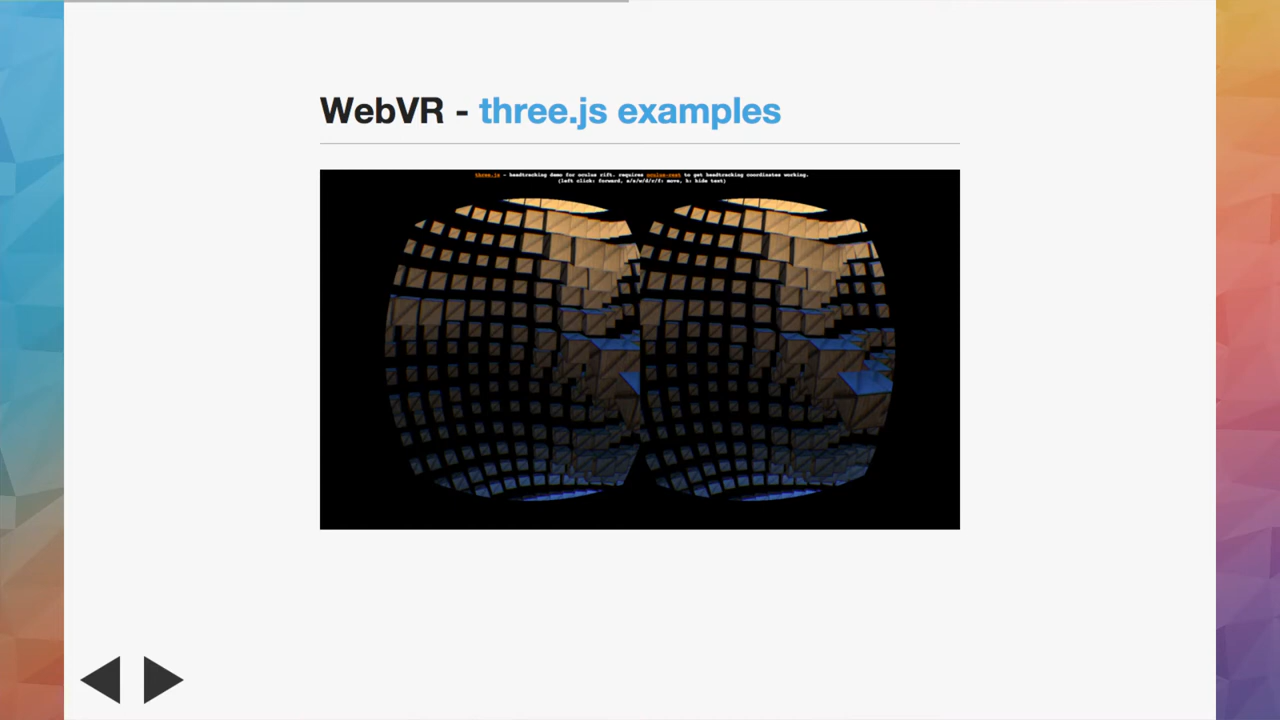 WebVR - three.js examples
three.js - headtracking demo for oculus rift. requires oculus-rest to get headtracking coordinates working.
(left click: forward, a/s/w/d/r/f: move, h: hide text)